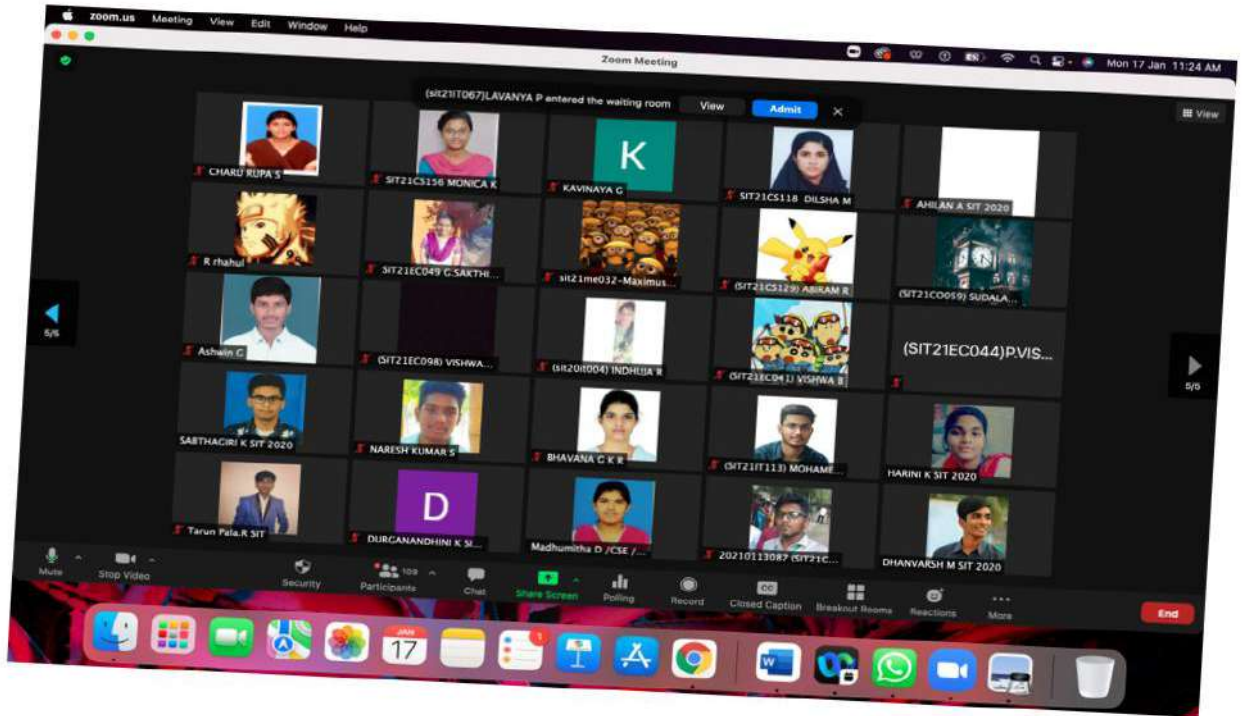 zoom.us Meeting View Edit Window Help
Mon 17 Jan 11:24 AM
Zoom Meeting
(sit21IT067)LAVANYA P entered the waiting room View Admit
View
CHARU RUPA S
SIT21CS156 MONICA K
K
KAVINAYA G
SIT21CS118 DILSHA M
AHILAN A SIT 2020
R rhahul
SIT21EC049 G.SAKTHI...
sit21me032-Maximus...
(SIT21CS129) ABIRAM R
(SIT21CO059) SUDALA...
Ashwin G
(SIT21EC098) VISHWA...
(sit20it004) INDHUJA R
(SIT21EC041) VISHWA B
(SIT21EC044)P.VIS...
5/5
5/5
SABTHAGIRI K SIT 2020
NARESH KUMAR S
BHAVANA G K R
(SIT21IT113) MOHAME...
HARINI K SIT 2020
Tarun Pala.R SIT
D
DURGANANDHINI K SI...
Madhumitha D /CSE /...
20210113087 (SIT21C...
DHANVARSH M SIT 2020
Mute
Stop Video
Security
Participants 109
Chat
Share Screen
Polling
Record
CC
Closed Caption
Breakout Rooms
Reactions
More
End
JAN
17
1
W